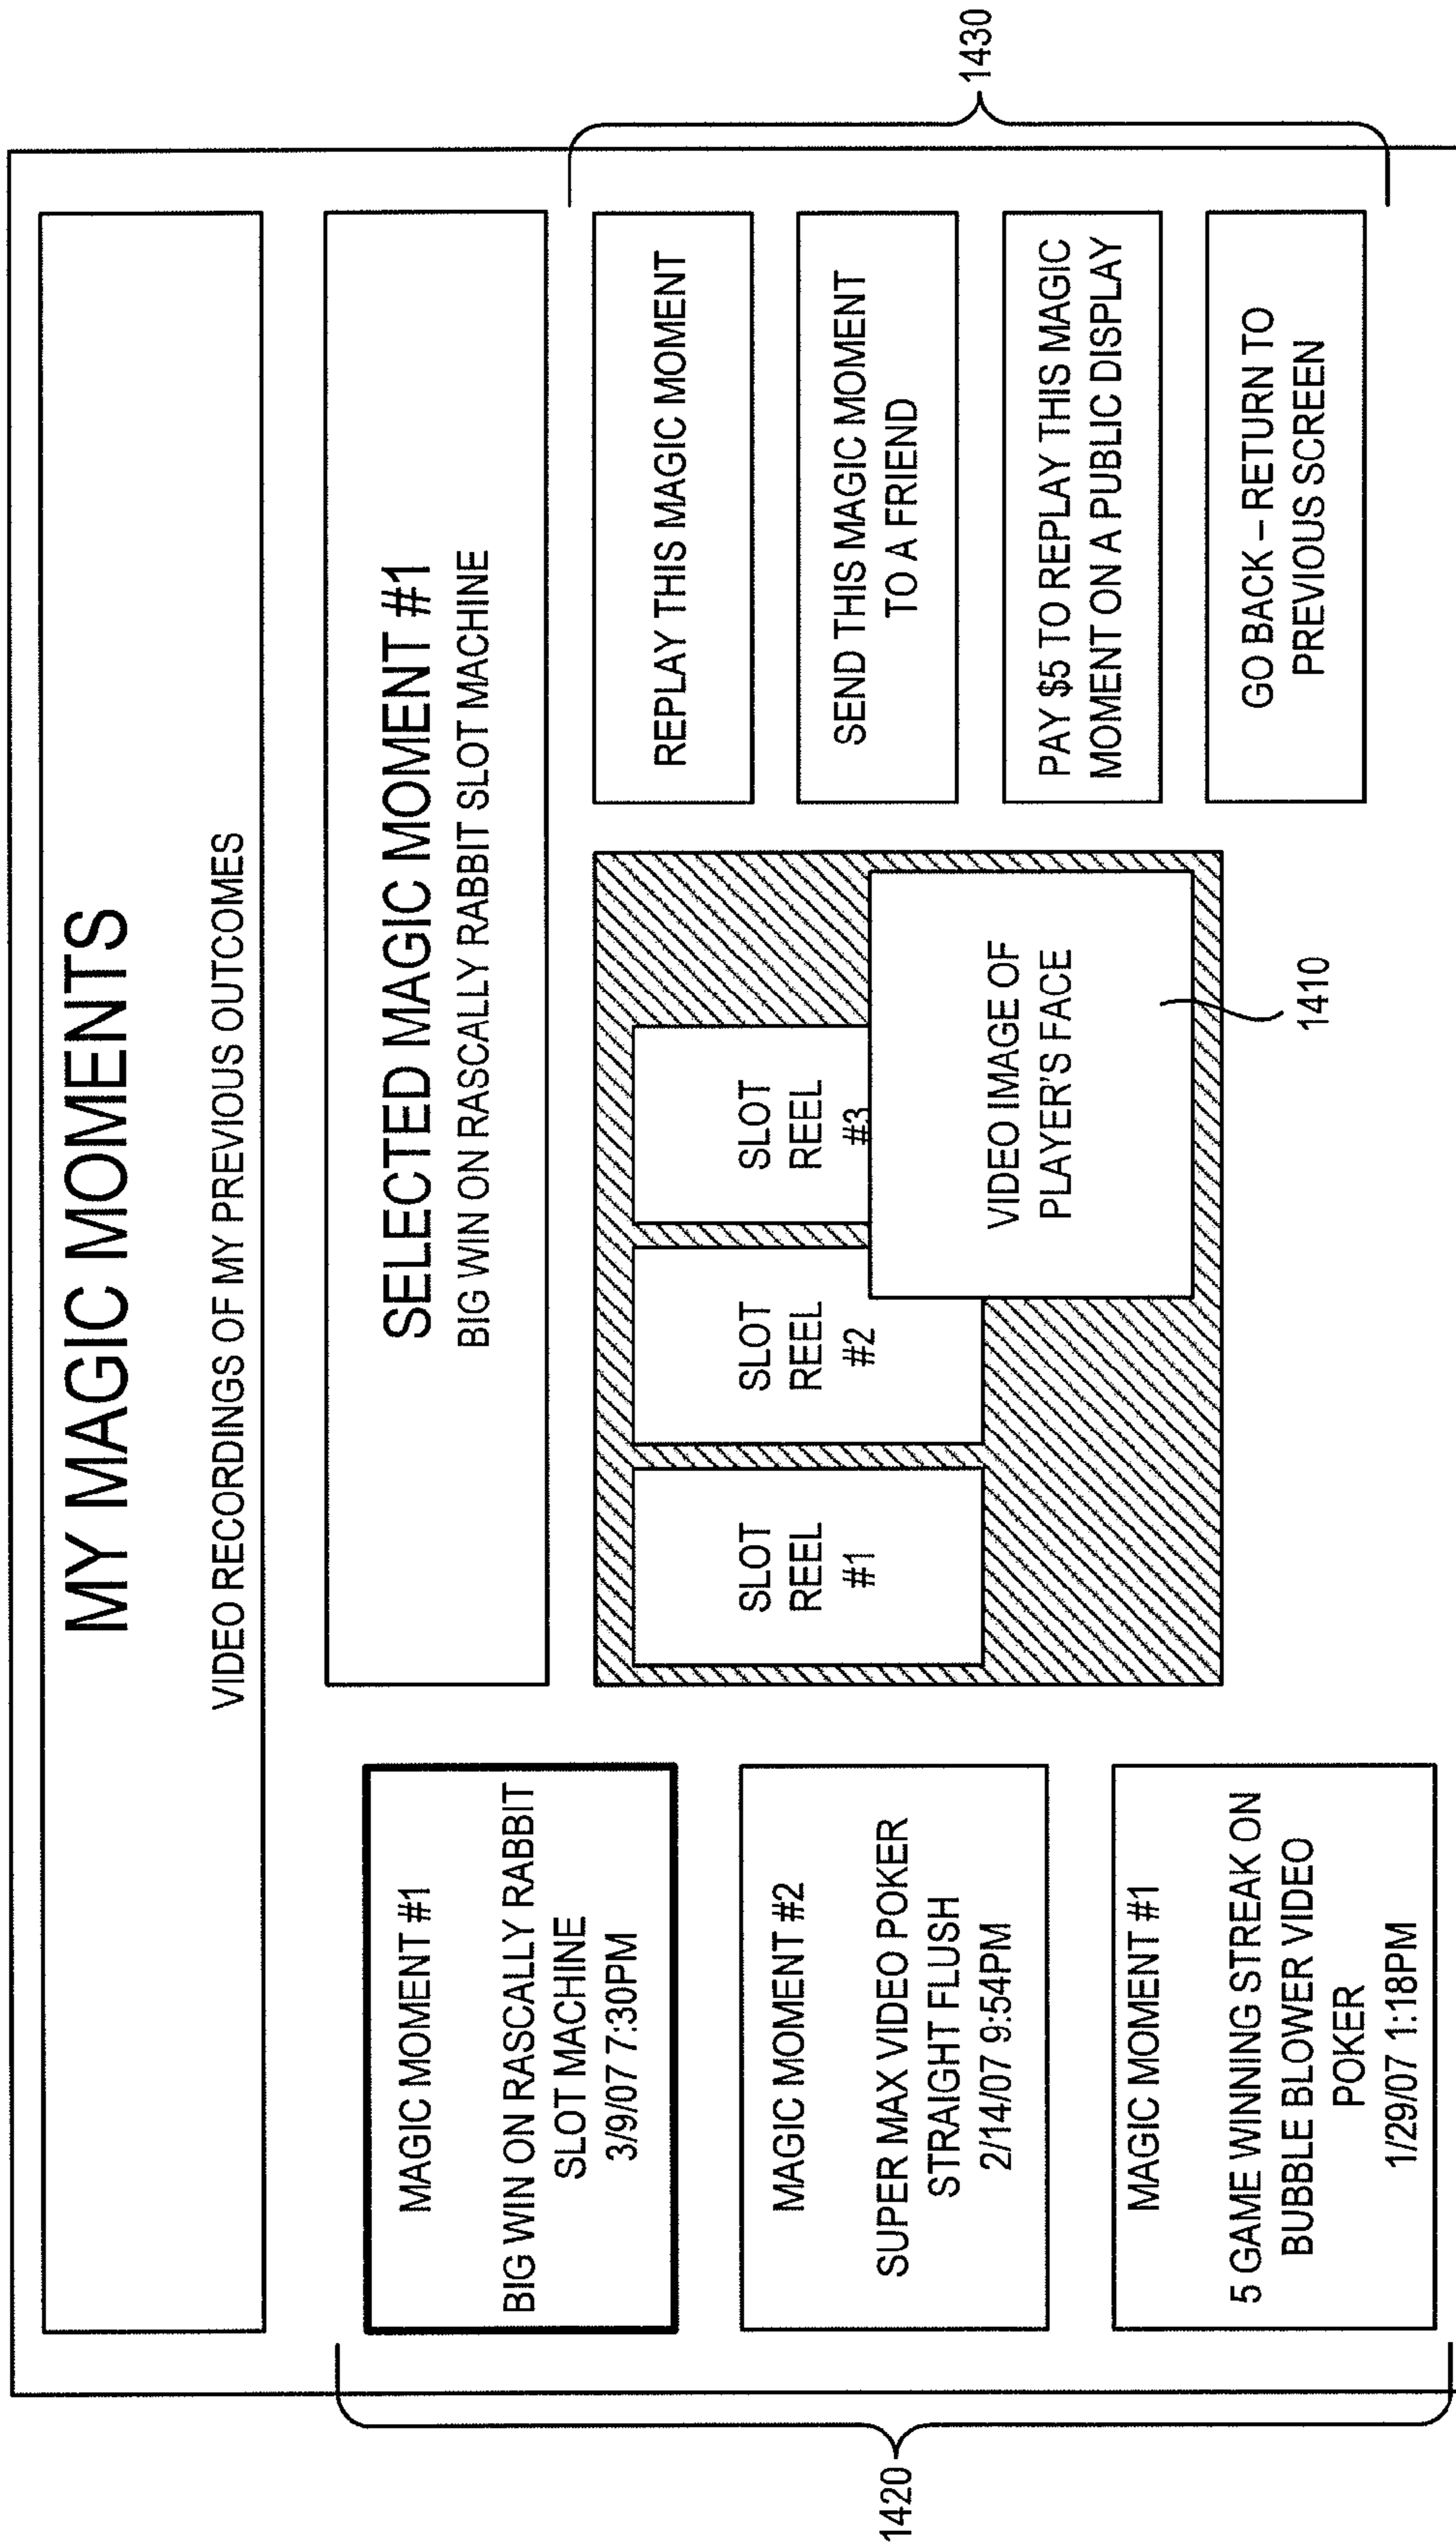 MY MAGIC MOMENTS
VIDEO RECORDINGS OF MY PREVIOUS OUTCOMES
1420
MAGIC MOMENT #1
BIG WIN ON RASCALLY RABBIT
SLOT MACHINE
3/9/07 7:30PM
MAGIC MOMENT #2
SUPER MAX VIDEO POKER
STRAIGHT FLUSH
2/14/07 9:54PM
MAGIC MOMENT #1
5 GAME WINNING STREAK ON
BUBBLE BLOWER VIDEO
POKER
1/29/07 1:18PM
SELECTED MAGIC MOMENT #1
BIG WIN ON RASCALLY RABBIT SLOT MACHINE
SLOT
REEL
#1
SLOT
REEL
#2
SLOT
REEL
#3
VIDEO IMAGE OF
PLAYER'S FACE
1410
REPLAY THIS MAGIC MOMENT
SEND THIS MAGIC MOMENT
TO A FRIEND
PAY $5 TO REPLAY THIS MAGIC
MOMENT ON A PUBLIC DISPLAY
GO BACK – RETURN TO
PREVIOUS SCREEN
1430